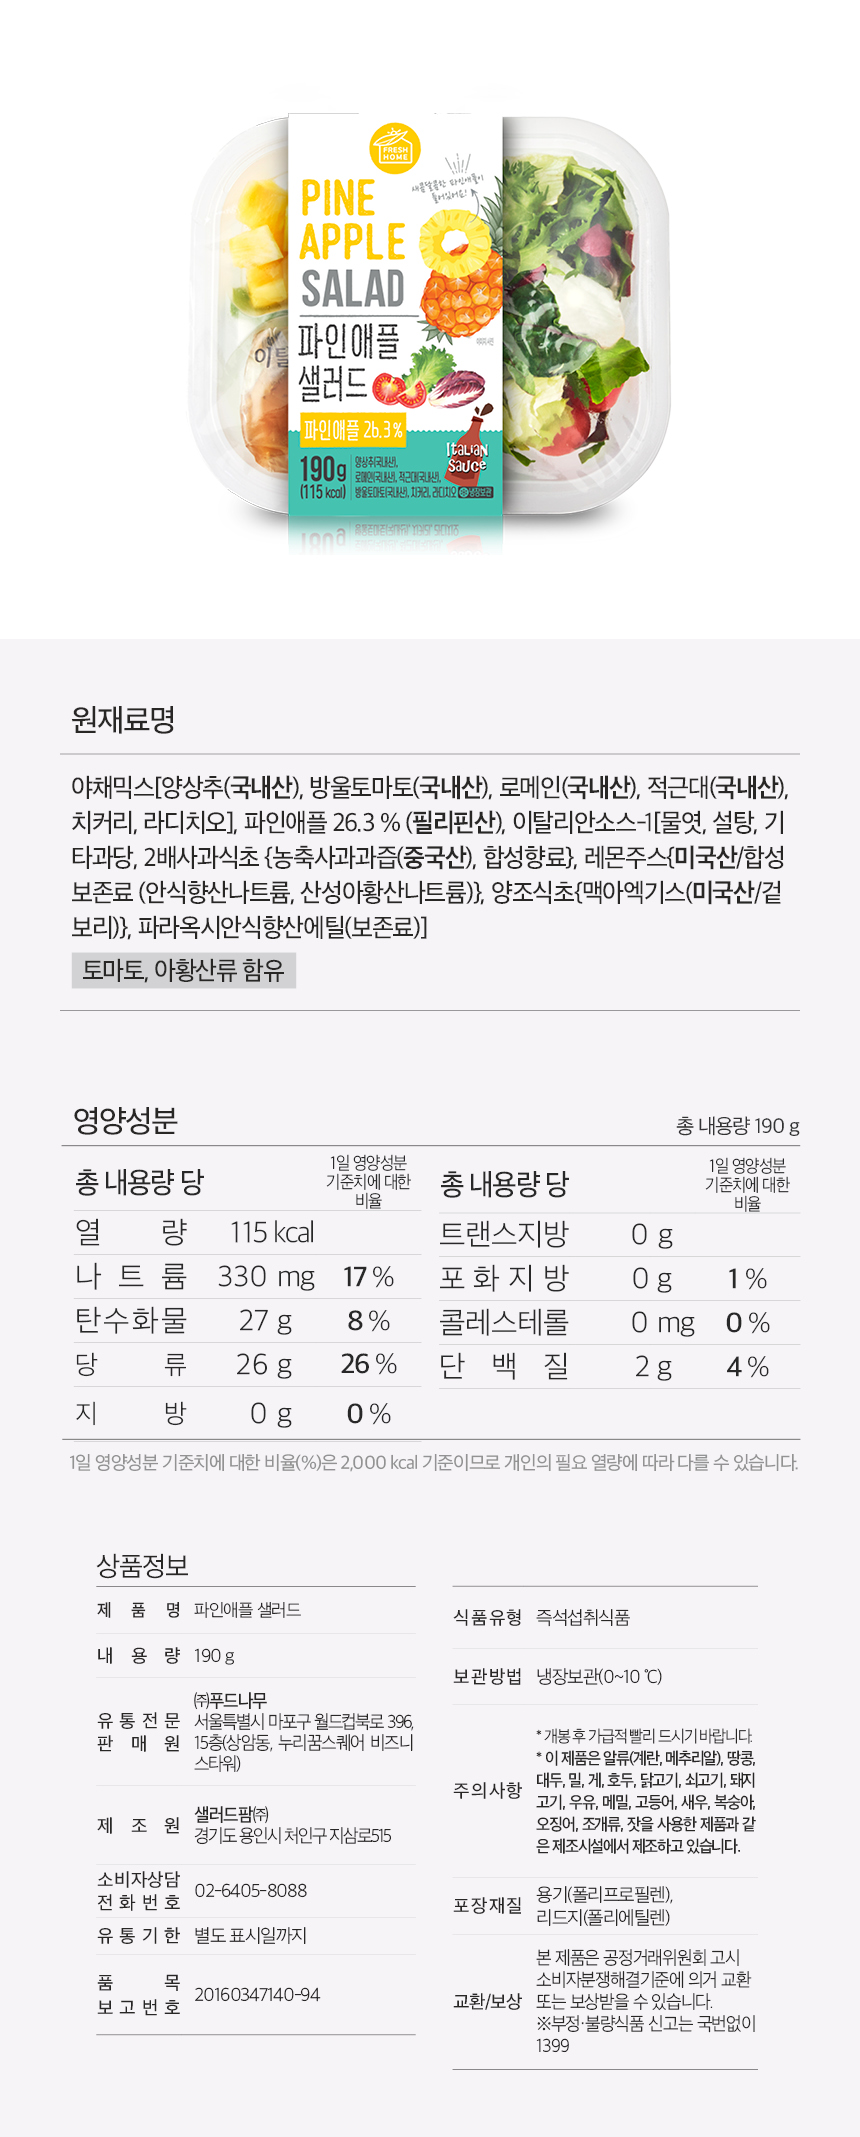 FRESH
HOME
PINE
APPLE
SALAD
새콤달콤한 파인애플이
들어있어요!
파인애플
샐러드
파인애플 26.3%
ITALIAN
SAUCE
190g
(115 kcal)
양상추(국내산),
로메인(국내산), 적근대(국내산),
방울토마토(국내산), 치커리, 라디치오
냉장보관
이탈
원재료명
야채믹스[양상추(국내산), 방울토마토(국내산), 로메인(국내산), 적근대(국내산),
치커리, 라디치오], 파인애플 26.3 % (필리핀산), 이탈리안소스-1[물엿, 설탕, 기
타과당, 2배사과식초 {농축사과과즙(중국산), 합성향료}, 레몬주스{미국산/합성
보존료 (안식향산나트륨, 산성아황산나트륨)}, 양조식초{맥아엑기스(미국산/겉
보리)}, 파라옥시안식향산에틸(보존료)]
토마토, 아황산류 함유
영양성분
총 내용량 190 g
총 내용량 당
1일 영양성분
기준치에 대한
비율
열 량 115 kcal
나 트 륨 330 mg 17 %
탄수화물 27 g 8 %
당 류 26 g 26 %
지 방 0 g 0 %
총 내용량 당
1일 영양성분
기준치에 대한
비율
트랜스지방 0 g
포 화 지 방 0 g 1 %
콜레스테롤 0 mg 0 %
단 백 질 2 g 4 %
1일 영양성분 기준치에 대한 비율(%)은 2,000 kcal 기준이므로 개인의 필요 열량에 따라 다를 수 있습니다.
상품정보
제 품 명 파인애플 샐러드
내 용 량 190 g
유 통 전 문
판 매 원
㈜푸드나무
서울특별시 마포구 월드컵북로 396,
15층(상암동, 누리꿈스퀘어 비즈니
스타워)
제 조 원
샐러드팜㈜
경기도 용인시 처인구 지삼로515
소비자상담
전 화 번 호
02-6405-8088
유 통 기 한 별도 표시일까지
품 목
보 고 번 호
20160347140-94
식품유형 즉석섭취식품
보관방법 냉장보관(0~10 ℃)
주의사항
* 개봉 후 가급적 빨리 드시기 바랍니다.
* 이 제품은 알류(계란, 메추리알), 땅콩,
대두, 밀, 게, 호두, 닭고기, 쇠고기, 돼지
고기, 우유, 메밀, 고등어, 새우, 복숭아,
오징어, 조개류, 잣을 사용한 제품과 같
은 제조시설에서 제조하고 있습니다.
포장재질
용기(폴리프로필렌),
리드지(폴리에틸렌)
교환/보상
본 제품은 공정거래위원회 고시
소비자분쟁해결기준에 의거 교환
또는 보상받을 수 있습니다.
※부정·불량식품 신고는 국번없이
1399